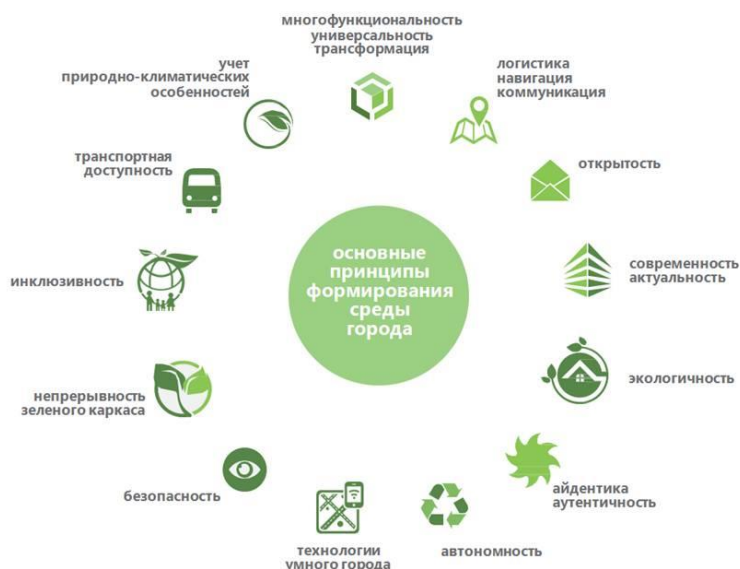 многофункциональность
универсальность
трансформация
логистика
навигация
коммуникация
открытость
современность
актуальность
экологичность
айдентика
аутентичность
автономность
технологии
умного города
безопасность
непрерывность
зеленого каркаса
инклюзивность
транспортная
доступность
учет
природно-климатических
особенностей
основные
принципы
формирования
среды
города